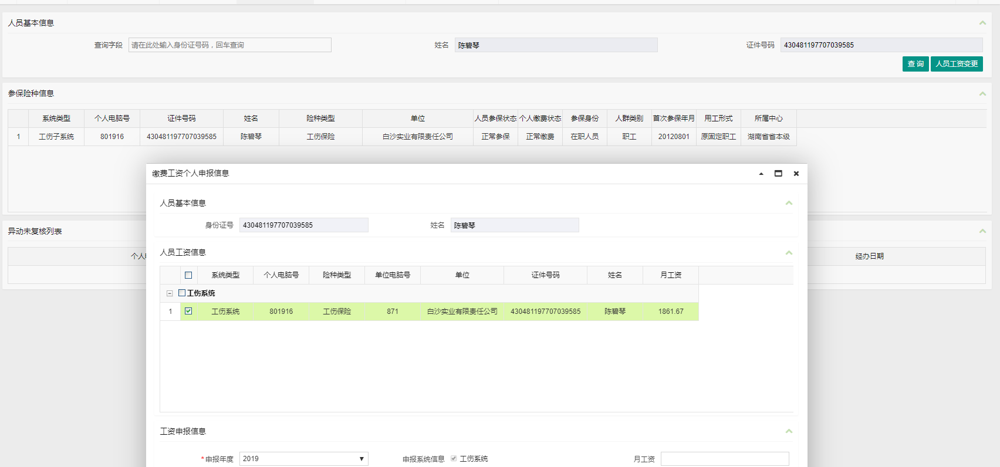 人员基本信息
查询字段 请在此处输入身份证号码，回车查询 姓名 陈碧琴 证件号码 430481197707039585
查 询 人员工资变更
参保险种信息
系统类型 个人电脑号 证件号码 姓名 险种类型 单位 人员参保状态 个人缴费状态 参保身份 人群类别 首次参保年月 用工形式 所属中心
1 工伤子系统 801916 430481197707039585 陈碧琴 工伤保险 白沙实业有限责任公司 正常参保 正常缴费 在职人员 职工 20120801 原固定职工 湖南省省本级
缴费工资个人申报信息
人员基本信息
身份证号 430481197707039585 姓名 陈碧琴
异动未复核列表
人员工资信息
个人 经办日期
系统类型 个人电脑号 险种类型 单位电脑号 单位 证件号码 姓名 月工资
工伤系统
1 工伤系统 801916 工伤保险 871 白沙实业有限责任公司 430481197707039585 陈碧琴 1861.67
工资申报信息
*申报年度 2019 申报系统信息 工伤系统 月工资